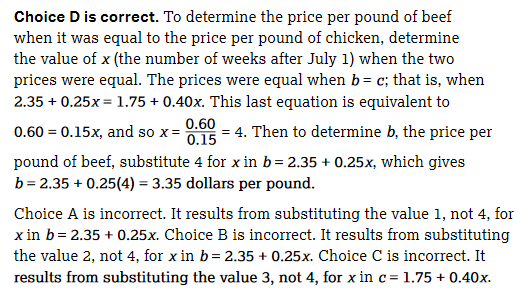 Choice D is correct. To determine the price per pound of beef
when it was equal to the price per pound of chicken, determine
the value of x (the number of weeks after July 1) when the two
prices were equal. The prices were equal when b = c; that is, when
2.35 + 0.25x = 1.75 + 0.40x. This last equation is equivalent to
0.60 = 0.15x, and so x = 0.60/0.15 = 4. Then to determine b, the price per
pound of beef, substitute 4 for x in b = 2.35 + 0.25x, which gives
b = 2.35 + 0.25(4) = 3.35 dollars per pound.
Choice A is incorrect. It results from substituting the value 1, not 4, for
x in b = 2.35 + 0.25x. Choice B is incorrect. It results from substituting
the value 2, not 4, for x in b = 2.35 + 0.25x. Choice C is incorrect. It
results from substituting the value 3, not 4, for x in c = 1.75 + 0.40x.